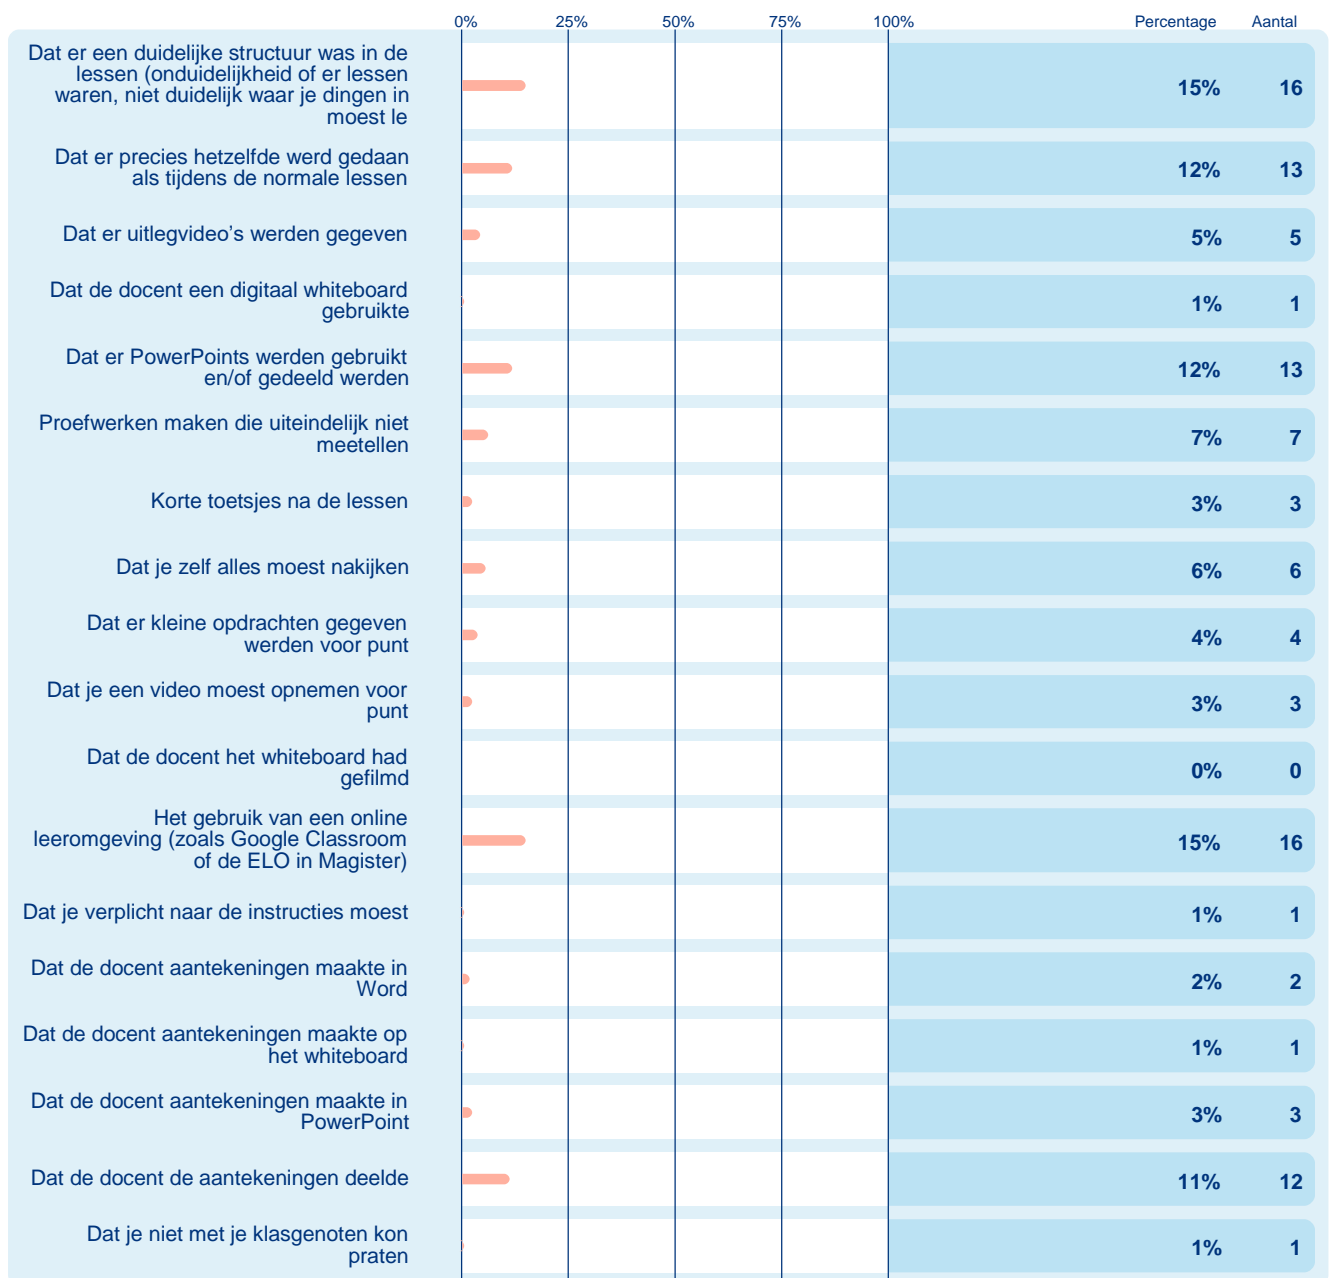 0% 25% 50% 75% 100% Percentage Aantal
Dat er een duidelijke structuur was in de
lessen (onduidelijkheid of er lessen
waren, niet duidelijk waar je dingen in
moest le
15% 16
Dat er precies hetzelfde werd gedaan
als tijdens de normale lessen
12% 13
Dat er uitlegvideo’s werden gegeven
5% 5
Dat de docent een digitaal whiteboard
gebruikte
1% 1
Dat er PowerPoints werden gebruikt
en/of gedeeld werden
12% 13
Proefwerken maken die uiteindelijk niet
meetellen
7% 7
Korte toetsjes na de lessen
3% 3
Dat je zelf alles moest nakijken
6% 6
Dat er kleine opdrachten gegeven
werden voor punt
4% 4
Dat je een video moest opnemen voor
punt
3% 3
Dat de docent het whiteboard had
gefilmd
0% 0
Het gebruik van een online
leeromgeving (zoals Google Classroom
of de ELO in Magister)
15% 16
Dat je verplicht naar de instructies moest
1% 1
Dat de docent aantekeningen maakte in
Word
2% 2
Dat de docent aantekeningen maakte op
het whiteboard
1% 1
Dat de docent aantekeningen maakte in
PowerPoint
3% 3
Dat de docent de aantekeningen deelde
11% 12
Dat je niet met je klasgenoten kon
praten
1% 1